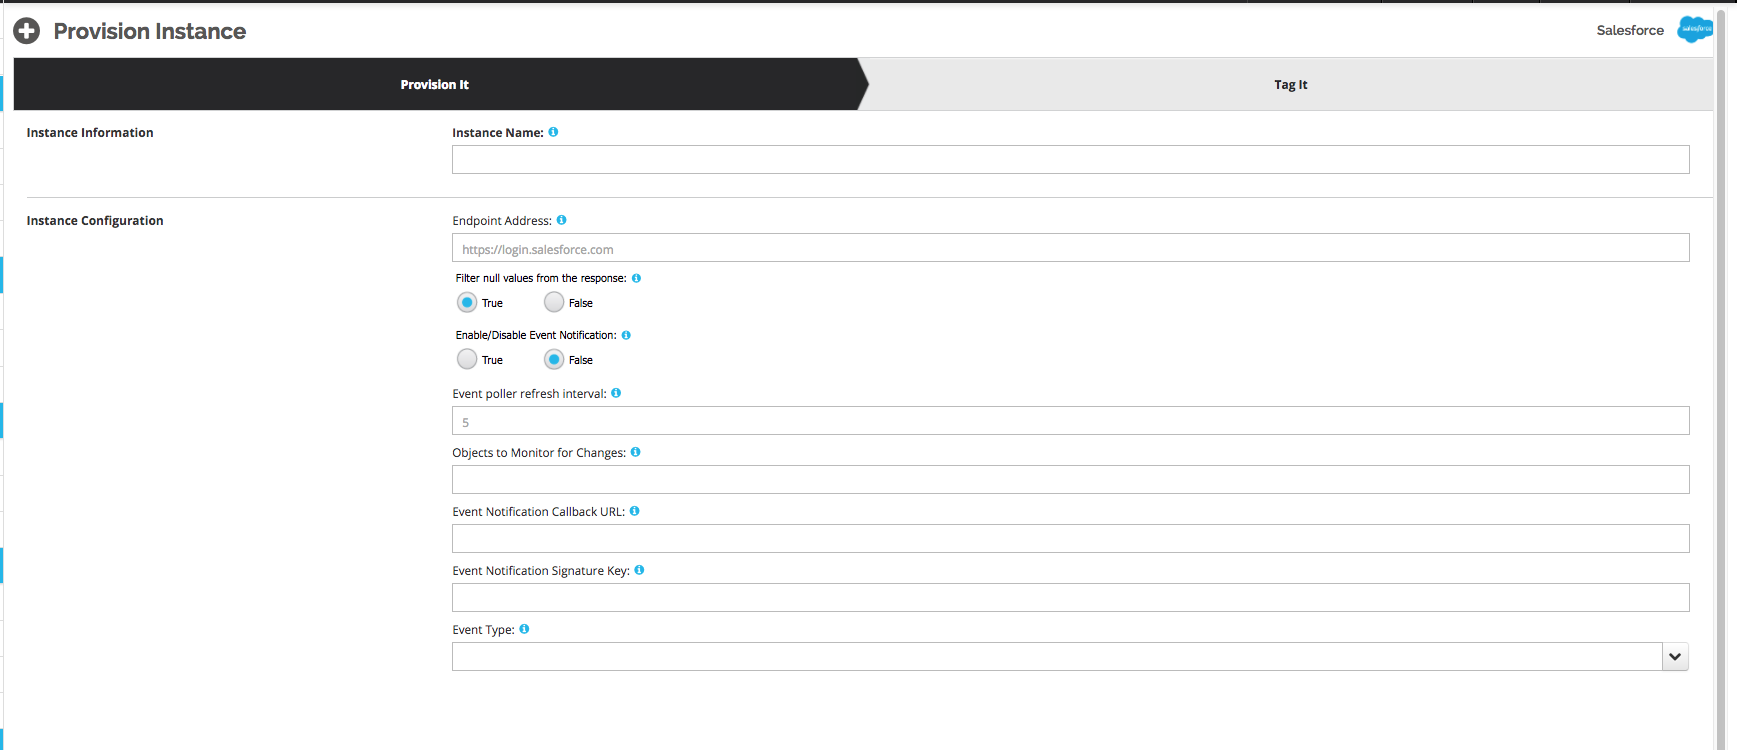 Provision Instance
Salesforce
salesforce
Provision It
Tag It
Instance Information
Instance Name:
Instance Configuration
Endpoint Address:
https://login.salesforce.com
Filter null values from the response:
True False
Enable/Disable Event Notification:
True False
Event poller refresh interval:
5
Objects to Monitor for Changes:
Event Notification Callback URL:
Event Notification Signature Key:
Event Type: